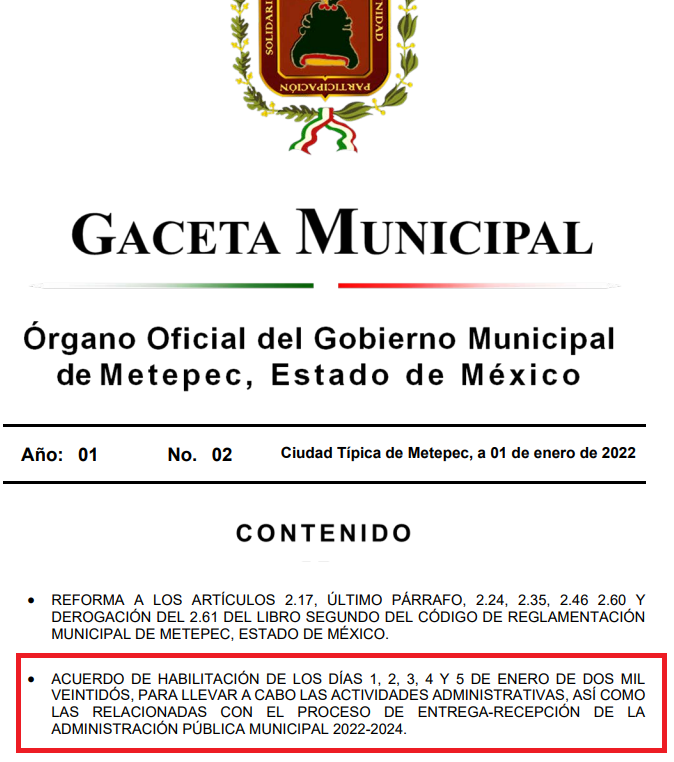 SOLIDARI
NIDAD
PARTICIPACIÓN
GACETA MUNICIPAL
Órgano Oficial del Gobierno Municipal
de Metepec, Estado de México
Año: 01 No. 02 Ciudad Típica de Metepec, a 01 de enero de 2022
CONTENIDO
• REFORMA A LOS ARTÍCULOS 2.17, ÚLTIMO PÁRRAFO, 2.24, 2.35, 2.46 2.60 Y
DEROGACIÓN DEL 2.61 DEL LIBRO SEGUNDO DEL CÓDIGO DE REGLAMENTACIÓN
MUNICIPAL DE METEPEC, ESTADO DE MÉXICO.
• ACUERDO DE HABILITACIÓN DE LOS DÍAS 1, 2, 3, 4 Y 5 DE ENERO DE DOS MIL
VEINTIDÓS, PARA LLEVAR A CABO LAS ACTIVIDADES ADMINISTRATIVAS, ASÍ COMO
LAS RELACIONADAS CON EL PROCESO DE ENTREGA-RECEPCIÓN DE LA
ADMINISTRACIÓN PÚBLICA MUNICIPAL 2022-2024.